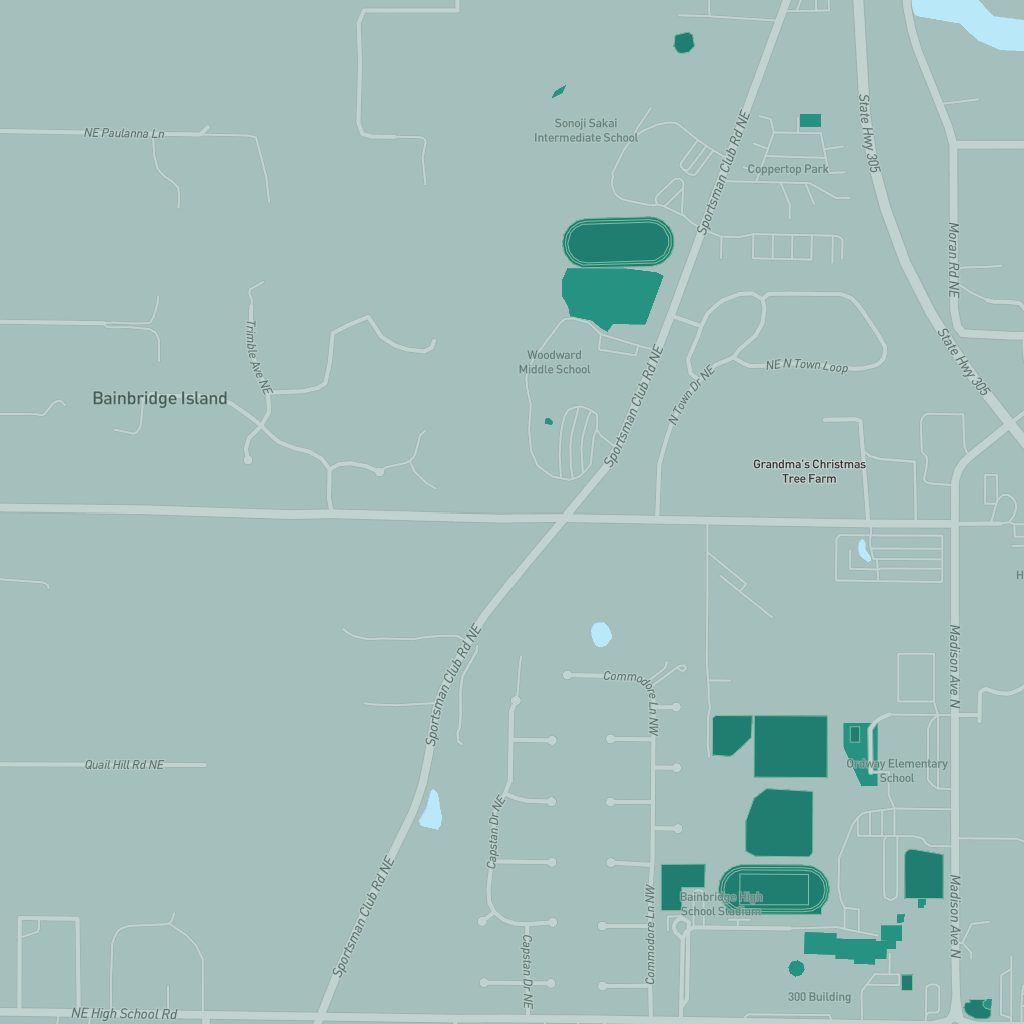 Sonoji Sakai
Intermediate School
NE Paulanna Ln
State Hwy 305
Sportsman Club Rd NE
Coppertop Park
Moran Rd NE
Trimble Ave NE
Woodward
Middle School
State Hwy 305
NE N Town Loop
N Town Dr NE
Bainbridge Island
Sportsman Club Rd NE
Grandma's Christmas
Tree Farm
H
Sportsman Club Rd NE
Madison Ave N
Commodore Ln NW
Quail Hill Rd NE
Ordway Elementary
School
Capstan Dr NE
Sportsman Club Rd NE
Bainbridge High
School Stadium
Commodore Ln NW
Madison Ave N
Capstan Dr NE
300 Building
NE High School Rd